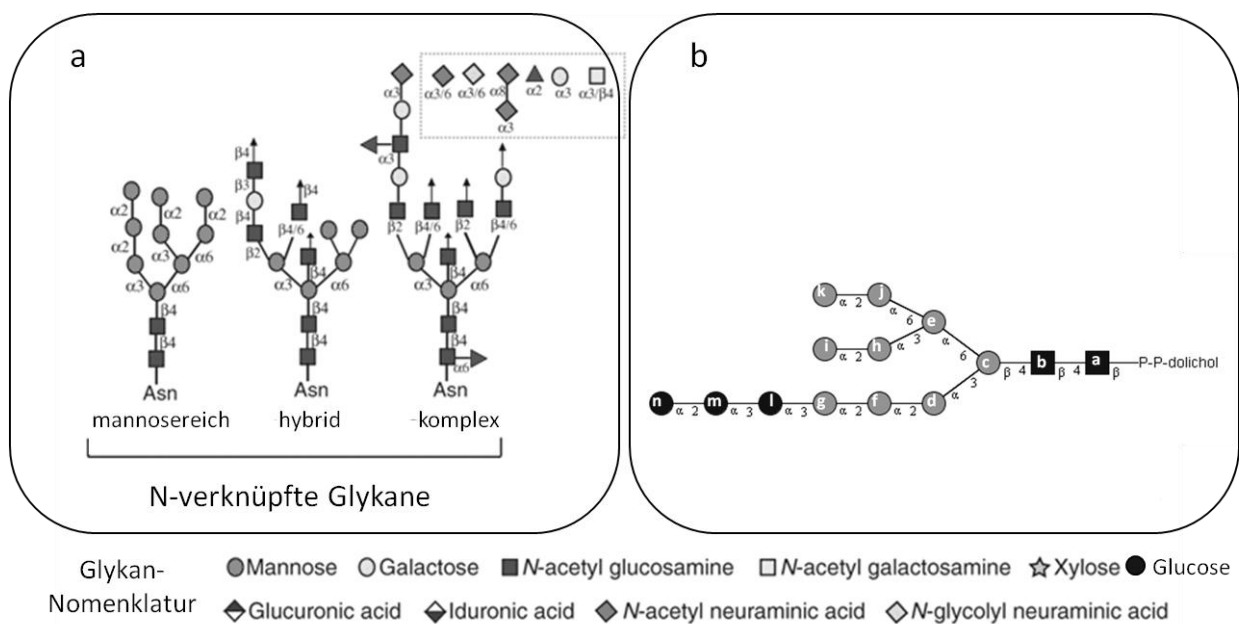 a
α3 α3/6 α3/6 α8 α2 α3 α3/β4
α3
α3
β4
β3
β4
β4
β2 β4/6
β2 β4/6 β2 β4/6
α2 α2 α2
α2 α3 α6
α3 α6
β4
β4
β4
α3 α6
β4
β4
β4
α3 α6
β4
β4
α6
Asn Asn Asn
mannosereich -hybrid -komplex
N-verknüpfte Glykane
b
k α 2 j α 6 e α 6
i α 2 h α 3
c β 4 b β 4 a β P-P-dolichol
n α 2 m α 3 l α 3 g α 2 f α 2 d α 3
Glykan-
Nomenklatur
Mannose Galactose N-acetyl glucosamine N-acetyl galactosamine Xylose Glucose
Glucuronic acid Iduronic acid N-acetyl neuraminic acid N-glycolyl neuraminic acid